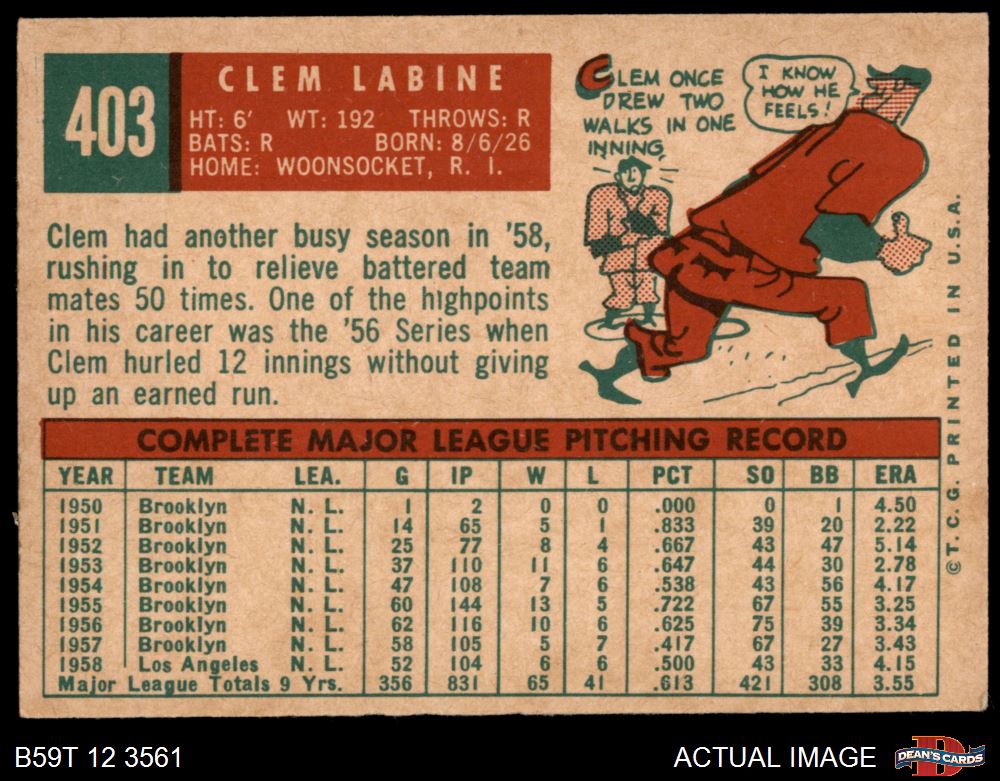 403
CLEM LABINE
HT: 6' WT: 192 THROWS: R
BATS: R BORN: 8/6/26
HOME: WOONSOCKET, R. I.
CLEM ONCE
DREW TWO
WALKS IN ONE
INNING
I KNOW
HOW HE
FEELS!
Clem had another busy season in '58,
rushing in to relieve battered team
mates 50 times. One of the highpoints
in his career was the '56 Series when
Clem hurled 12 innings without giving
up an earned run.
COMPLETE MAJOR LEAGUE PITCHING RECORD
YEAR TEAM LEA. G IP W L PCT SO BB ERA
1950 Brooklyn N. L. 1 2 0 0 .000 0 1 4.50
1951 Brooklyn N. L. 14 65 5 1 .833 39 20 2.22
1952 Brooklyn N. L. 25 77 8 4 .667 43 47 5.14
1953 Brooklyn N. L. 37 110 11 6 .647 44 30 2.78
1954 Brooklyn N. L. 47 108 7 6 .538 43 56 4.17
1955 Brooklyn N. L. 60 144 13 5 .722 67 55 3.25
1956 Brooklyn N. L. 62 116 10 6 .625 75 39 3.34
1957 Brooklyn N. L. 58 105 5 7 .417 67 27 3.43
1958 Los Angeles N. L. 52 104 6 6 .500 43 33 4.15
Major League Totals 9 Yrs. 356 831 65 41 .613 421 308 3.55
©T. C. G. PRINTED IN U.S.A.
B59T 12 3561
ACTUAL IMAGE
DEAN'S CARDS